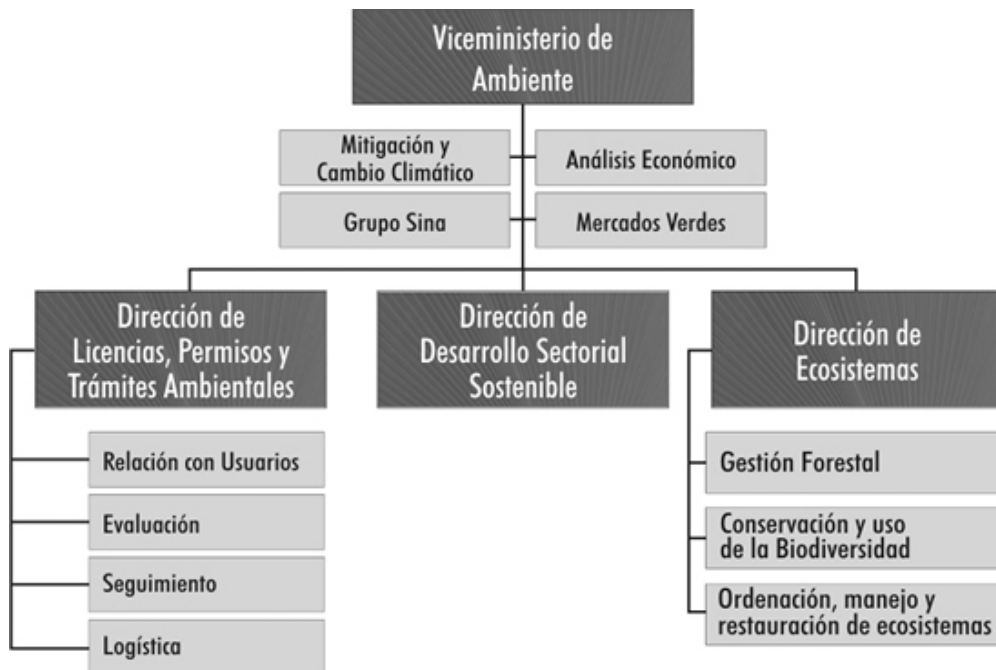 Viceministerio de
Ambiente
Mitigación y
Cambio Climático
Análisis Económico
Grupo Sina
Mercados Verdes
Dirección de
Licencias, Permisos y
Trámites Ambientales
Dirección de
Desarrollo Sectorial
Sostenible
Dirección de
Ecosistemas
Relación con Usuarios
Evaluación
Seguimiento
Logística
Gestión Forestal
Conservación y uso
de la Biodiversidad
Ordenación, manejo y
restauración de ecosistemas